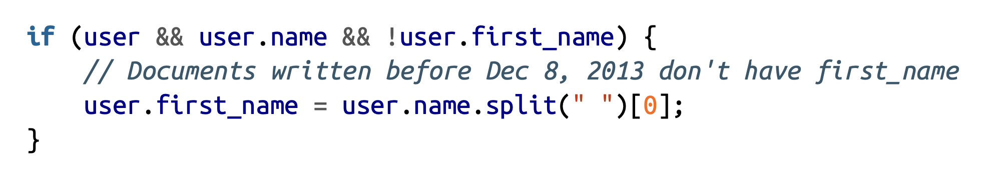 if (user && user.name && !user.first_name) {
    // Documents written before Dec 8, 2013 don't have first_name
    user.first_name = user.name.split(" ")[0];
}